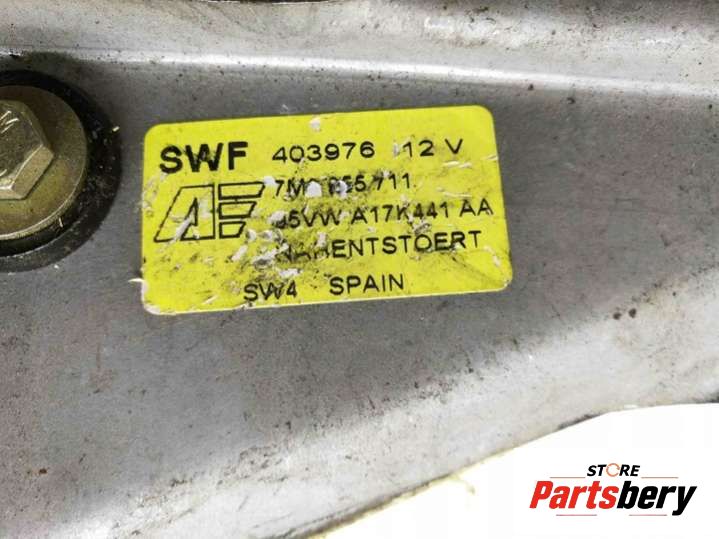 SWF 403976 12 V
711
A17K441 AA
SW4 SPAIN
STORE
Partsbery